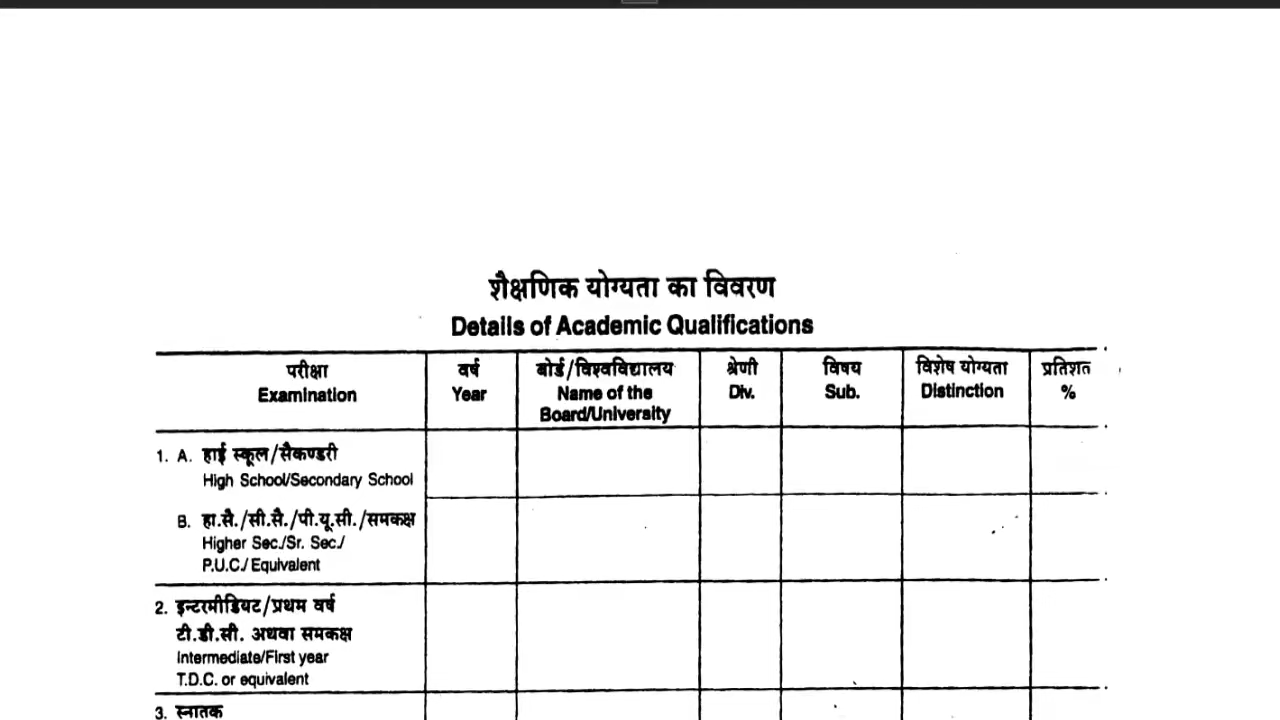 शैक्षणिक योग्यता का विवरण
Details of Academic Qualifications
परीक्षा
Examination
वर्ष
Year
बोर्ड/विश्वविद्यालय
Name of the
Board/University
श्रेणी
Div.
विषय
Sub.
विशेष योग्यता
Distinction
प्रतिशत
%
1. A. हाई स्कूल/सैकण्डरी
High School/Secondary School
B. हा.सै./सी.सै./पी.यू.सी./समकक्ष
Higher Sec./Sr. Sec./
P.U.C./ Equivalent
2. इन्टरमीडियट/प्रथम वर्ष
टी.डी.सी. अथवा समकक्ष
Intermediate/First year
T.D.C. or equivalent
3. स्नातक